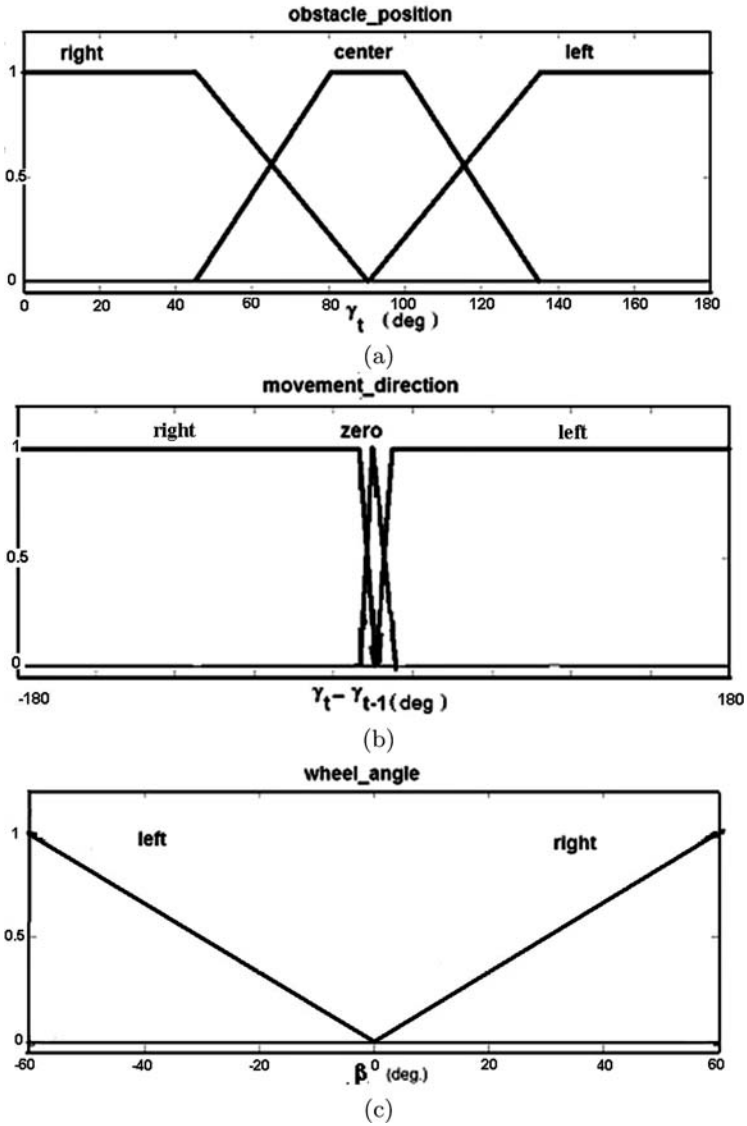 obstacle_position
right center left
1
0.5
0
0 20 40 60 80 100 120 140 160 180
γt (deg)
(a)
movement_direction
right zero left
1
0.5
0
-180 180
γt – γt-1 (deg)
(b)
wheel_angle
left right
1
0.5
0
-60 -40 -20 0 20 40 60
β (deg.)
(c)